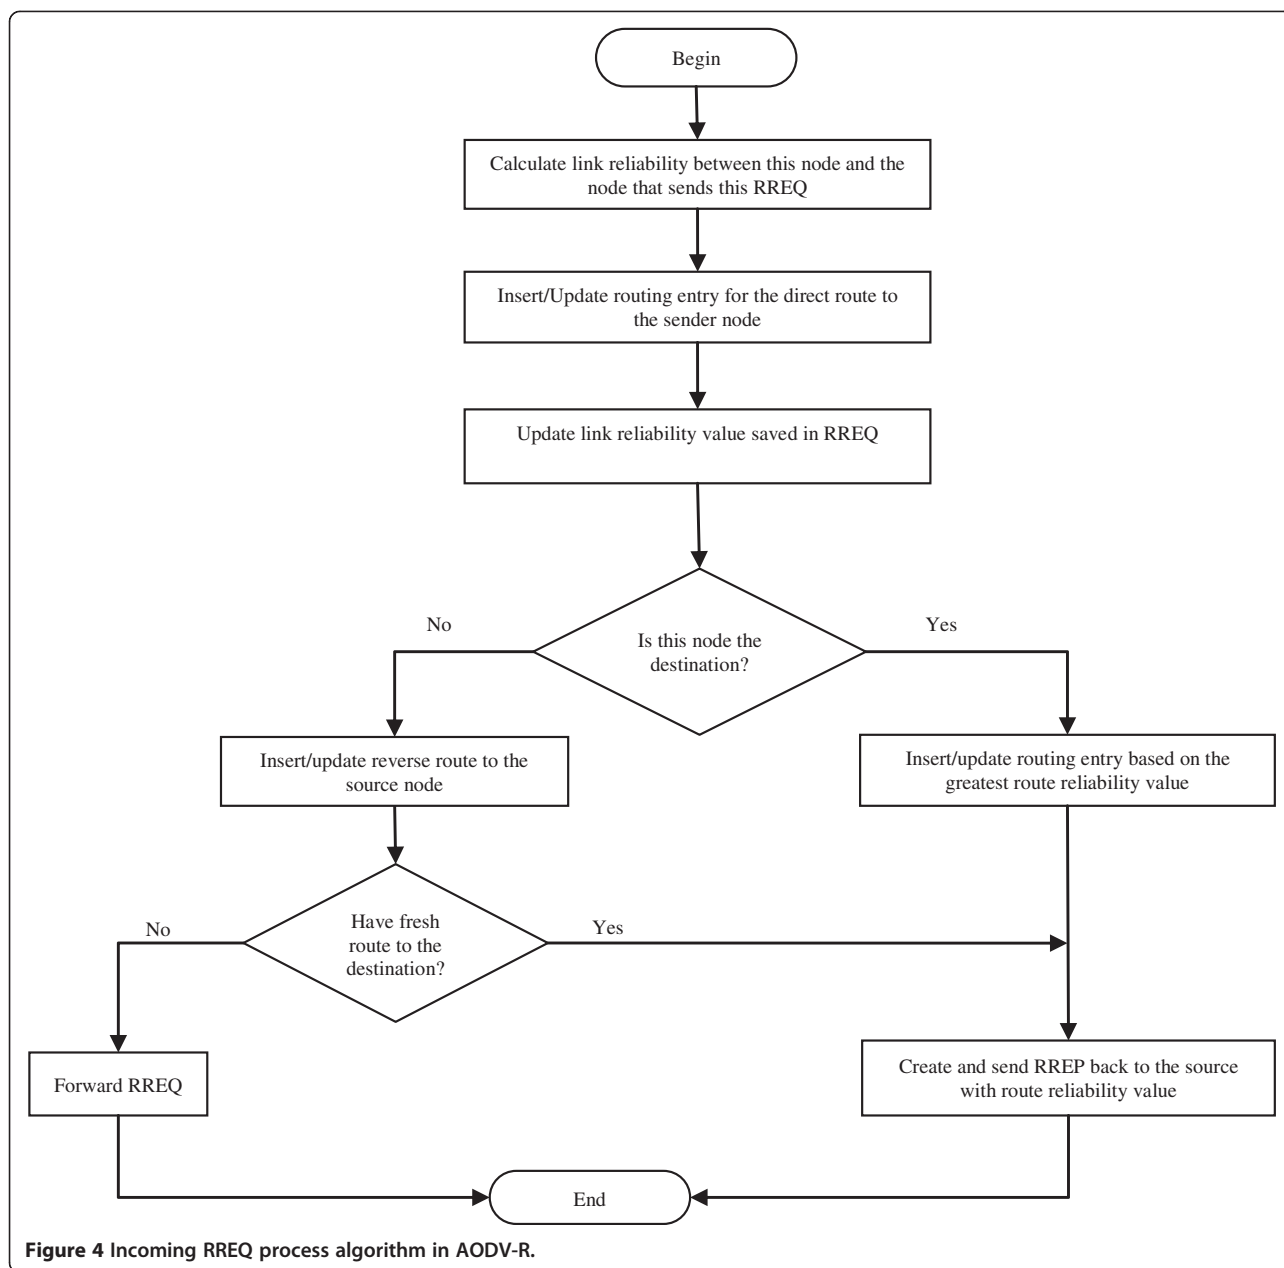 Begin
Calculate link reliability between this node and the
node that sends this RREQ
Insert/Update routing entry for the direct route to
the sender node
Update link reliability value saved in RREQ
No
Yes
Is this node the
destination?
Insert/update reverse route to the
source node
Insert/update routing entry based on the
greatest route reliability value
No
Have fresh
route to the
destination?
Yes
Forward RREQ
Create and send RREP back to the source
with route reliability value
End
Figure 4 Incoming RREQ process algorithm in AODV-R.